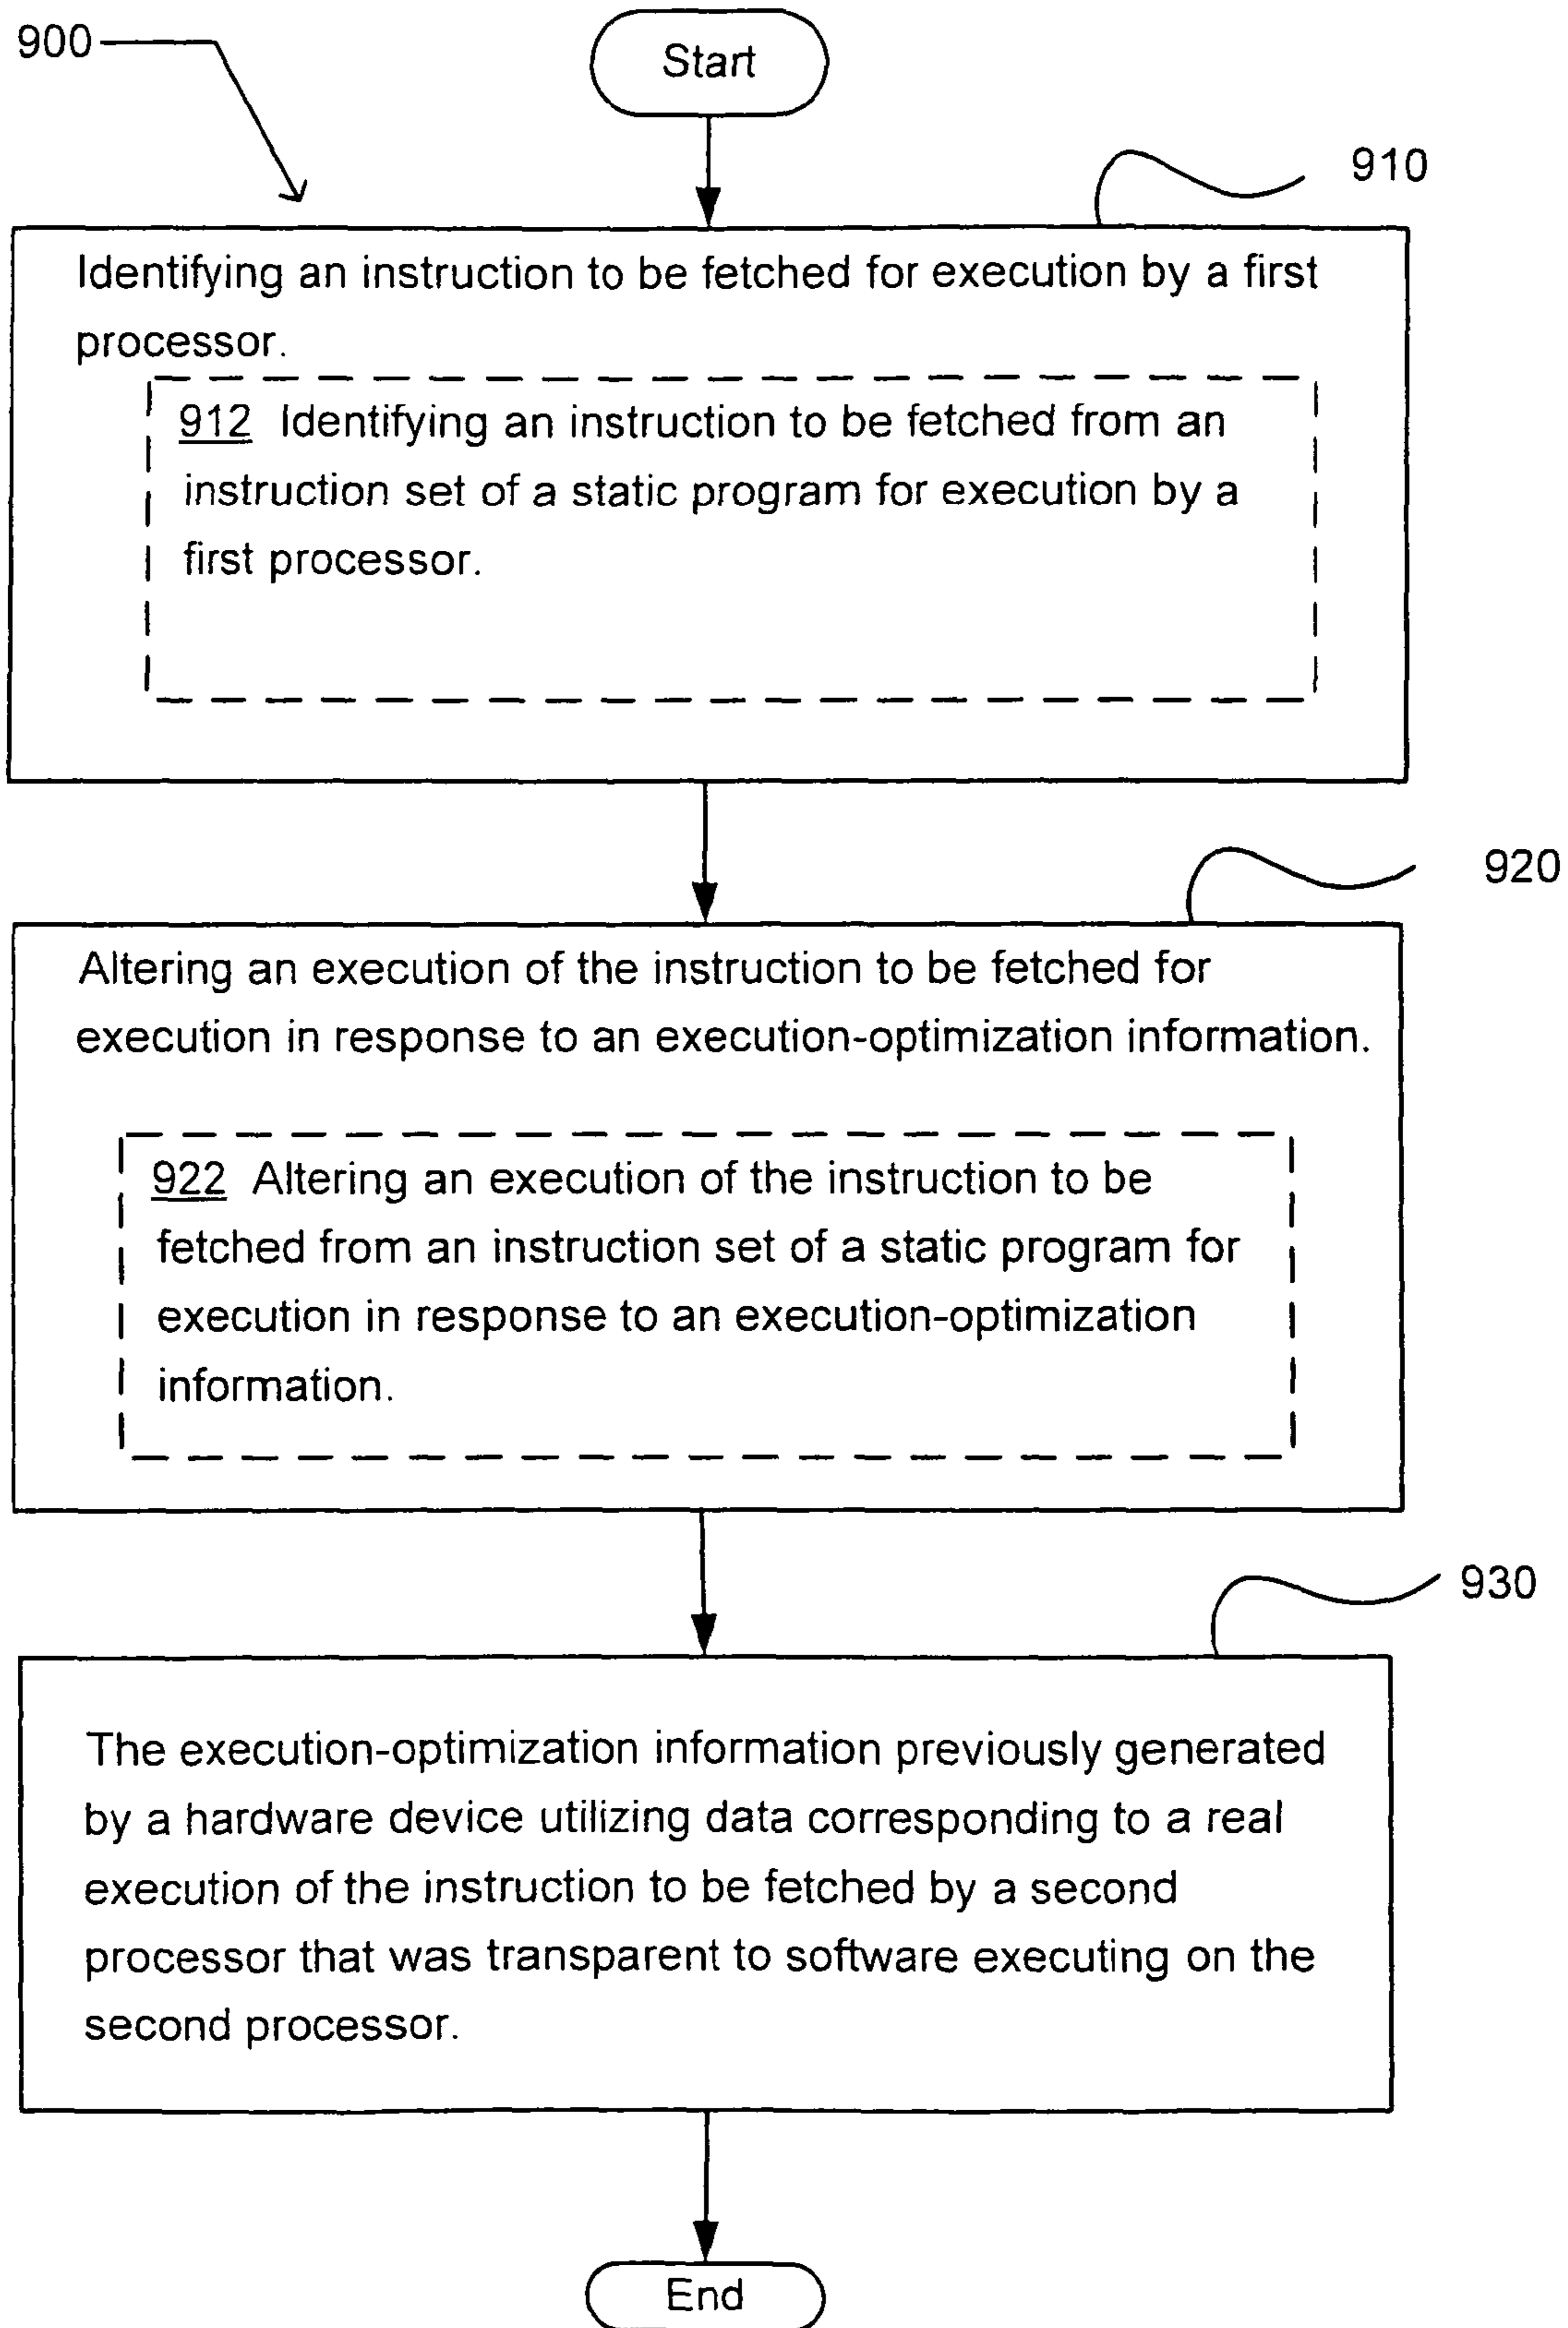 900
Start
910
Identifying an instruction to be fetched for execution by a first
processor.
912 Identifying an instruction to be fetched from an
instruction set of a static program for execution by a
first processor.
920
Altering an execution of the instruction to be fetched for
execution in response to an execution-optimization information.
922 Altering an execution of the instruction to be
fetched from an instruction set of a static program for
execution in response to an execution-optimization
information.
930
The execution-optimization information previously generated
by a hardware device utilizing data corresponding to a real
execution of the instruction to be fetched by a second
processor that was transparent to software executing on the
second processor.
End